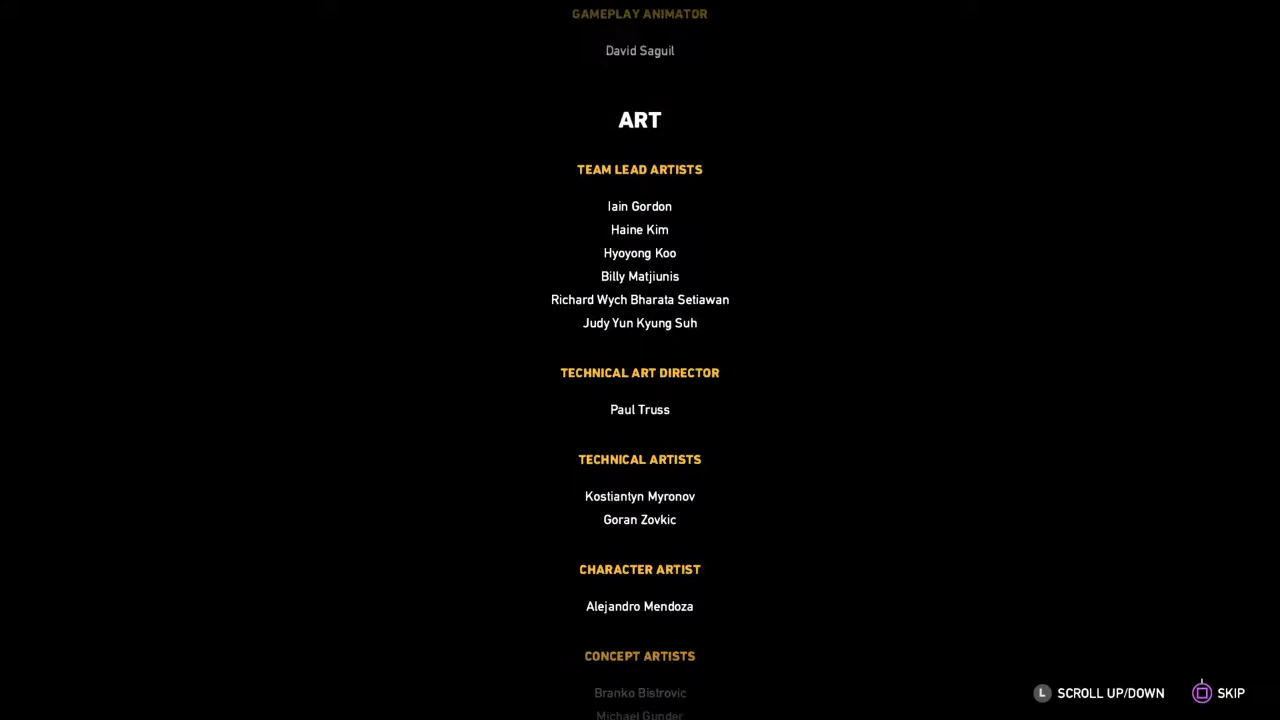 GAMEPLAY ANIMATOR
David Saguil
ART
TEAM LEAD ARTISTS
Iain Gordon
Haine Kim
Hyoyong Koo
Billy Matjiunis
Richard Wych Bharata Setiawan
Judy Yun Kyung Suh
TECHNICAL ART DIRECTOR
Paul Truss
TECHNICAL ARTISTS
Kostiantyn Myronov
Goran Zovkic
CHARACTER ARTIST
Alejandro Mendoza
CONCEPT ARTISTS
Branko Bistrovic
Michael Gunder
L SCROLL UP/DOWN
SKIP